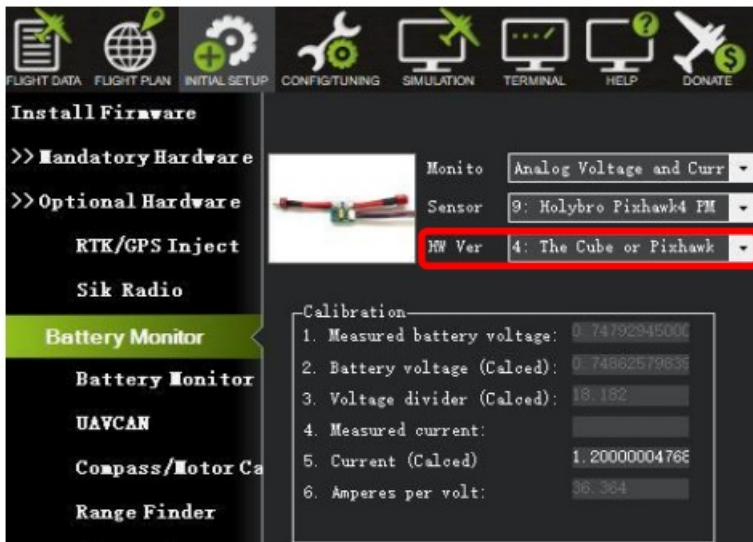 FLIGHT DATA FLIGHT PLAN INITIAL SETUP CONFIG/TUNING SIMULATION TERMINAL HELP DONATE
Install Firmware
>> Mandatory Hardware
>> Optional Hardware
RTK/GPS Inject
Sik Radio
Battery Monitor
Battery Monitor
UAVCAN
Compass/Motor Ca
Range Finder
Monito Analog Voltage and Curr
Sensor 9: Holybro Pixhawk4 PM
HW Ver 4: The Cube or Pixhawk
Calibration
1. Measured battery voltage: 0.74792945000
2. Battery voltage (Calced): 0.74862579839
3. Voltage divider (Calced): 18.182
4. Measured current:
5. Current (Calced) 1.20000004768
6. Amperes per volt: 36.364